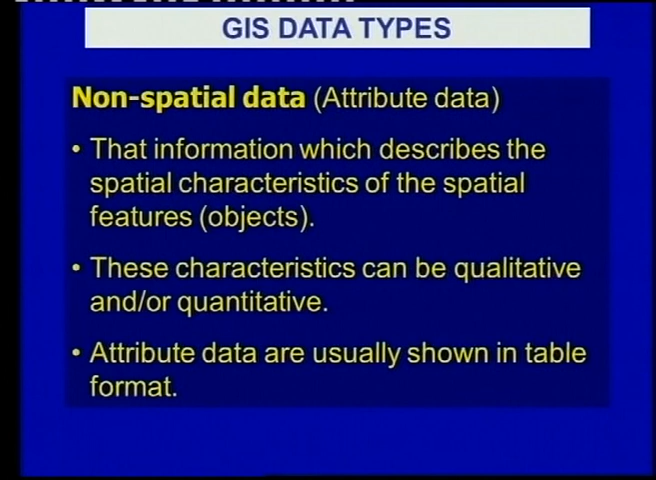 GIS DATA TYPES
Non-spatial data (Attribute data)
• That information which describes the
spatial characteristics of the spatial
features (objects).
• These characteristics can be qualitative
and/or quantitative.
• Attribute data are usually shown in table
format.